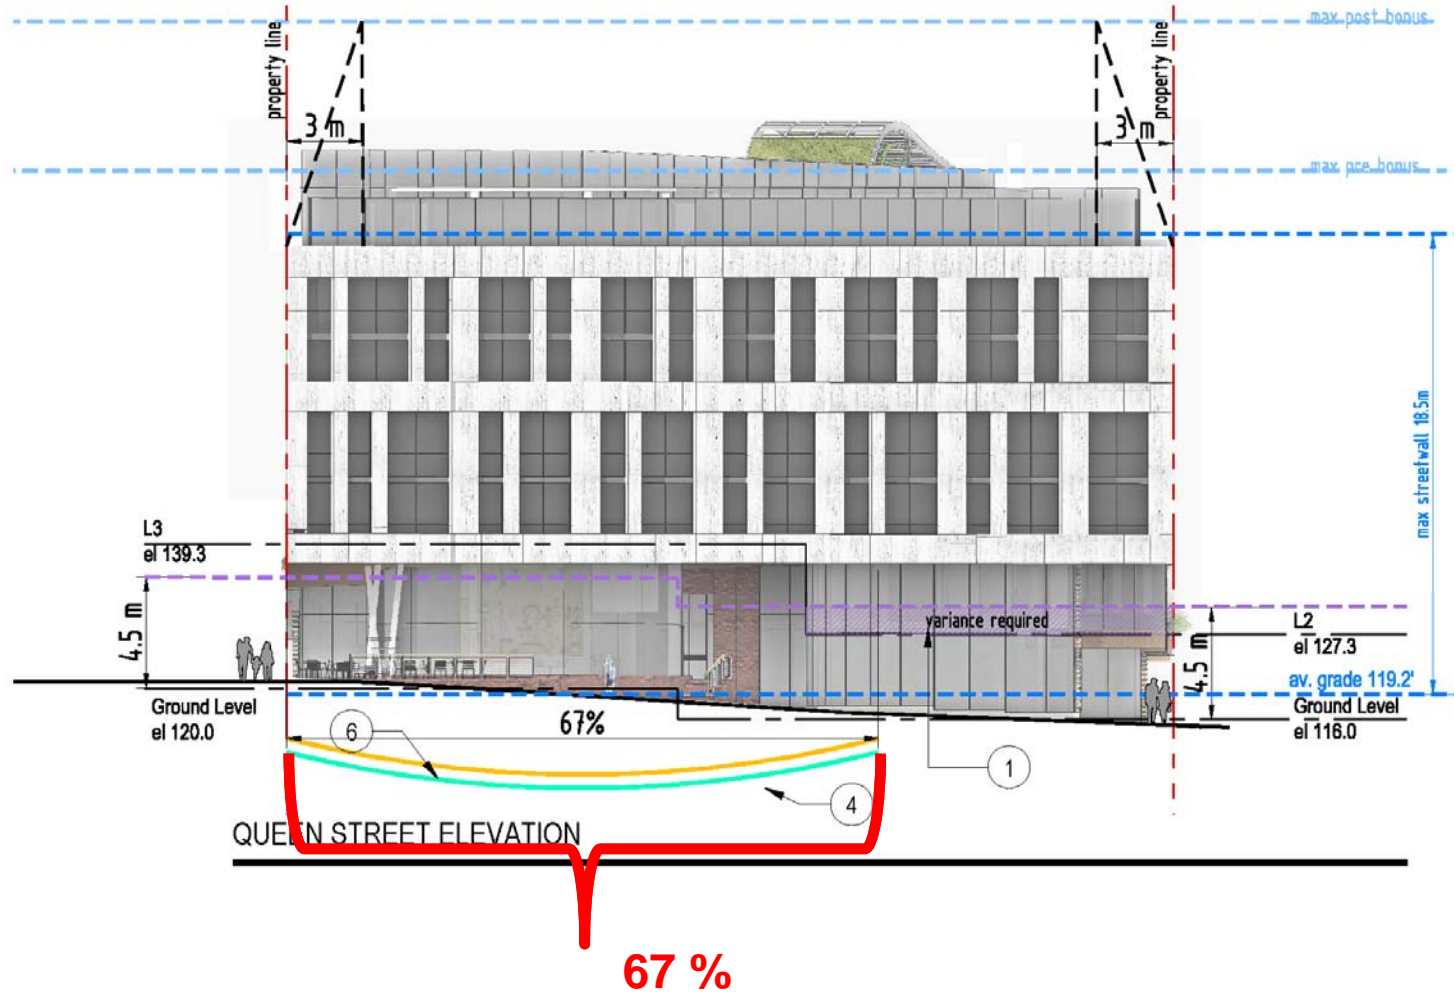 max post bonus
property line
property line
3 m
3 m
max pre bonus
max streetwall 18.5m
L3
el 139.3
4.5 m
variance required
L2
el 127.3
4.5 m
av. grade 119.2'
Ground Level
el 120.0
Ground Level
el 116.0
67%
6
1
4
QUEEN STREET ELEVATION
67 %